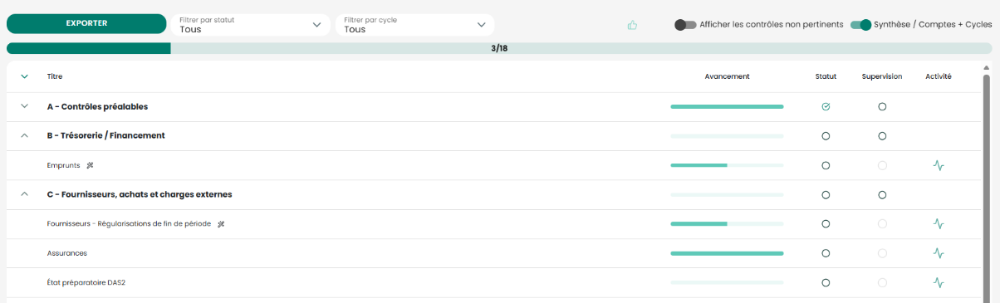 EXPORTER
Filtrer par statut
Tous
Filtrer par cycle
Tous
Afficher les contrôles non pertinents
Synthèse / Comptes + Cycles
3/18
Titre Avancement Statut Supervision Activité
A - Contrôles préalables
B - Trésorerie / Financement
Emprunts
C - Fournisseurs, achats et charges externes
Fournisseurs - Régularisations de fin de période
Assurances
État préparatoire DAS2